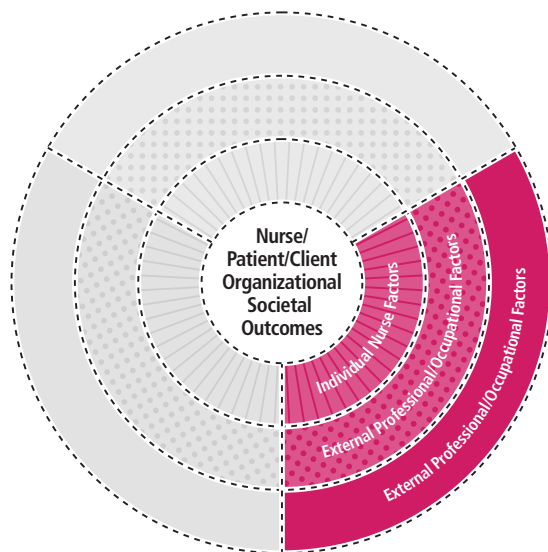 Nurse/
Patient/Client
Organizational
Societal
Outcomes
Individual Nurse Factors
External Professional/Occupational Factors
External Professional/Occupational Factors